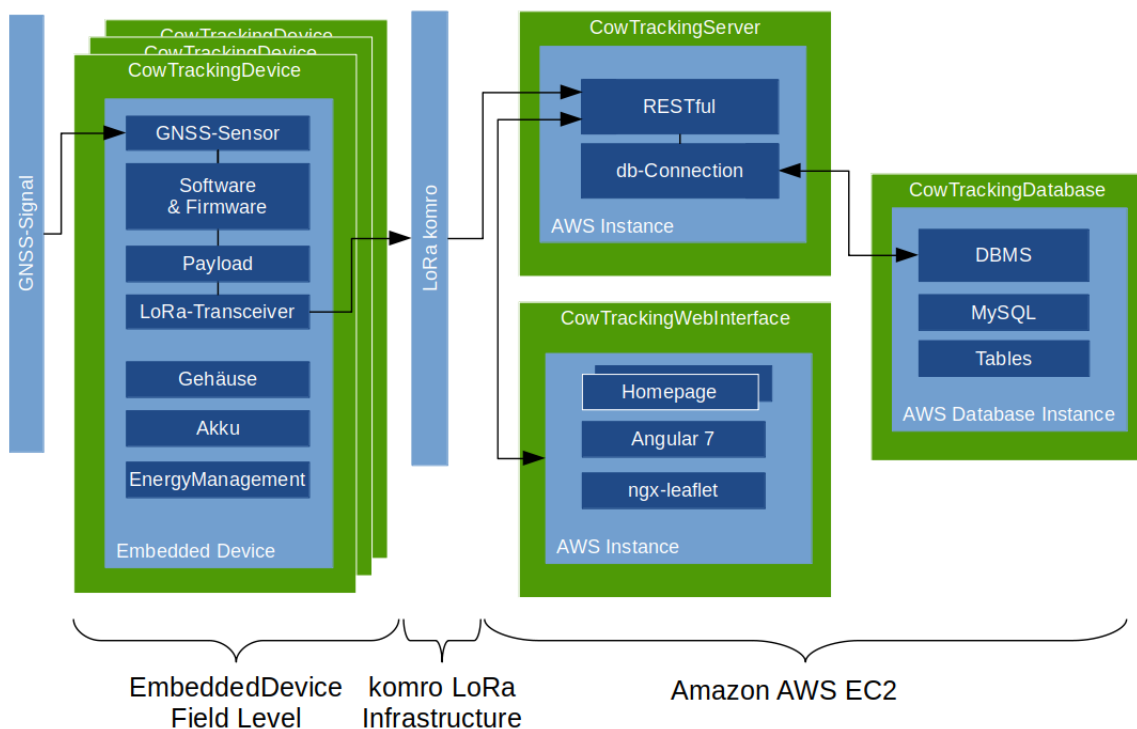 GNSS-Signal
CowTrackingDevice
CowTrackingDevice
CowTrackingDevice
GNSS-Sensor
Software
& Firmware
Payload
LoRa-Transceiver
Gehäuse
Akku
EnergyManagement
Embedded Device
LoRa komro
CowTrackingServer
RESTful
db-Connection
AWS Instance
CowTrackingWebInterface
Homepage
Angular 7
ngx-leaflet
AWS Instance
CowTrackingDatabase
DBMS
MySQL
Tables
AWS Database Instance
EmbeddedDevice
Field Level
komro LoRa
Infrastructure
Amazon AWS EC2